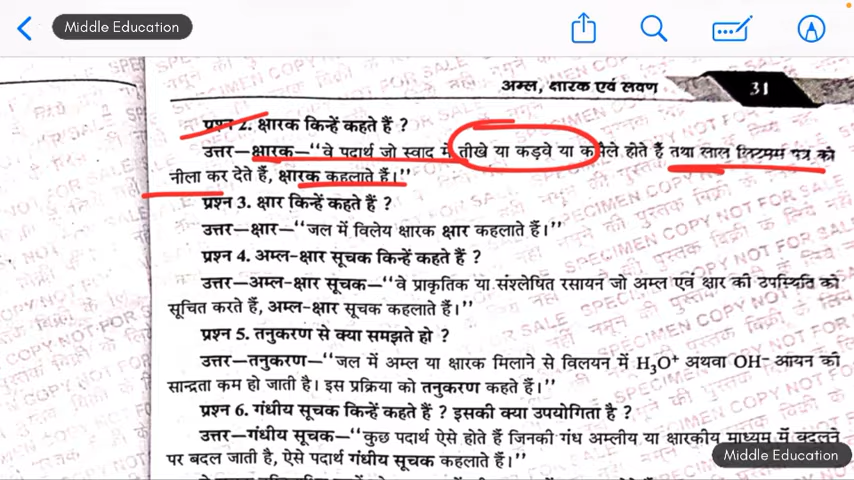 Middle Education
अम्ल, क्षारक एवं लवण 31
प्रश्न 2. क्षारक किन्हें कहते हैं ?
उत्तर—क्षारक—“वे पदार्थ जो स्वाद में तीखे या कड़वे या कसैले होते हैं तथा लाल लिटमस पत्र को
नीला कर देते हैं, क्षारक कहलाते हैं।”
प्रश्न 3. क्षार किन्हें कहते हैं ?
उत्तर—क्षार—“जल में विलेय क्षारक क्षार कहलाते हैं।”
प्रश्न 4. अम्ल-क्षार सूचक किन्हें कहते हैं ?
उत्तर—अम्ल-क्षार सूचक—“वे प्राकृतिक या संश्लेषित रसायन जो अम्ल एवं क्षार की उपस्थिति को
सूचित करते हैं, अम्ल-क्षार सूचक कहलाते हैं।”
प्रश्न 5. तनुकरण से क्या समझते हो ?
उत्तर—तनुकरण—“जल में अम्ल या क्षारक मिलाने से विलयन में H₃O⁺ अथवा OH⁻ आयन की
सान्द्रता कम हो जाती है। इस प्रक्रिया को तनुकरण कहते हैं।”
प्रश्न 6. गंधीय सूचक किन्हें कहते हैं ? इसकी क्या उपयोगिता है ?
उत्तर—गंधीय सूचक—“कुछ पदार्थ ऐसे होते हैं जिनकी गंध अम्लीय या क्षारकीय माध्यम में बदलने
पर बदल जाती है, ऐसे पदार्थ गंधीय सूचक कहलाते हैं।”
Middle Education